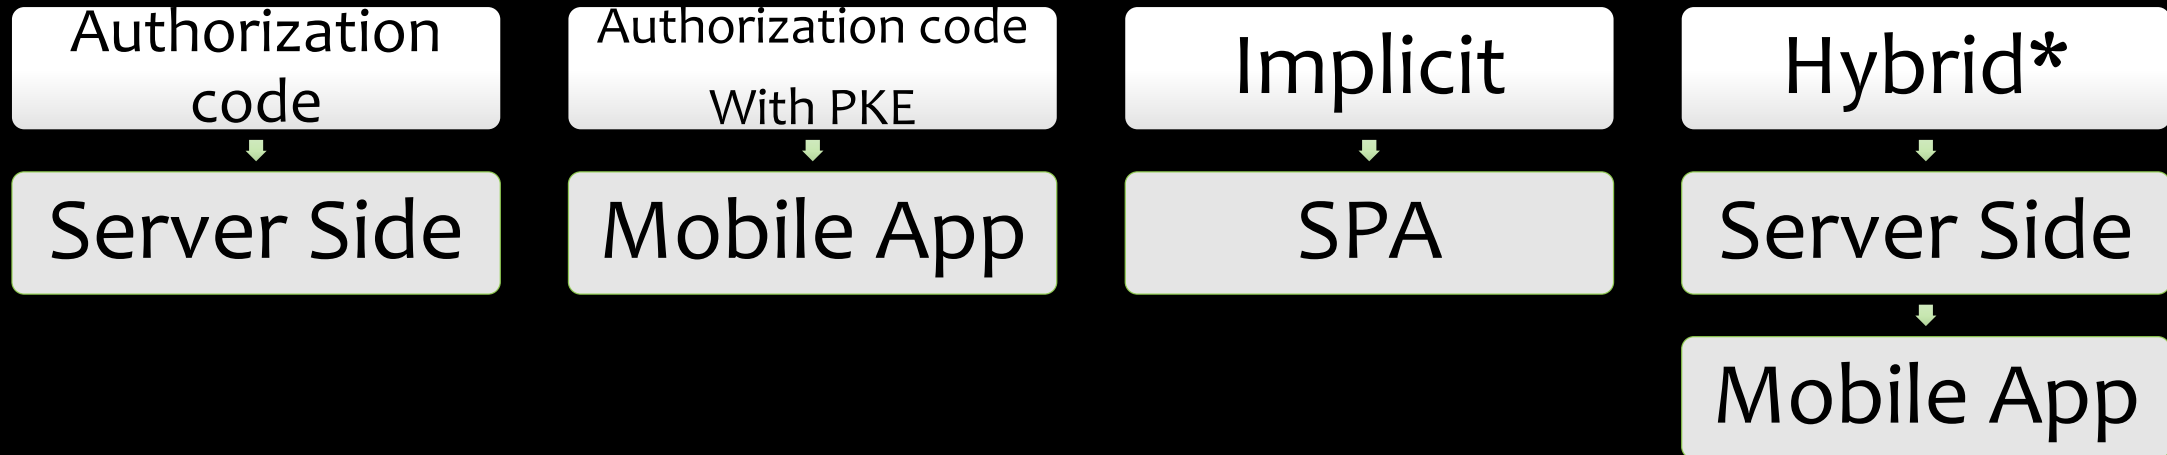 Authorization
code
Server Side
Authorization code
With PKE
Mobile App
Implicit
SPA
Hybrid*
Server Side
Mobile App